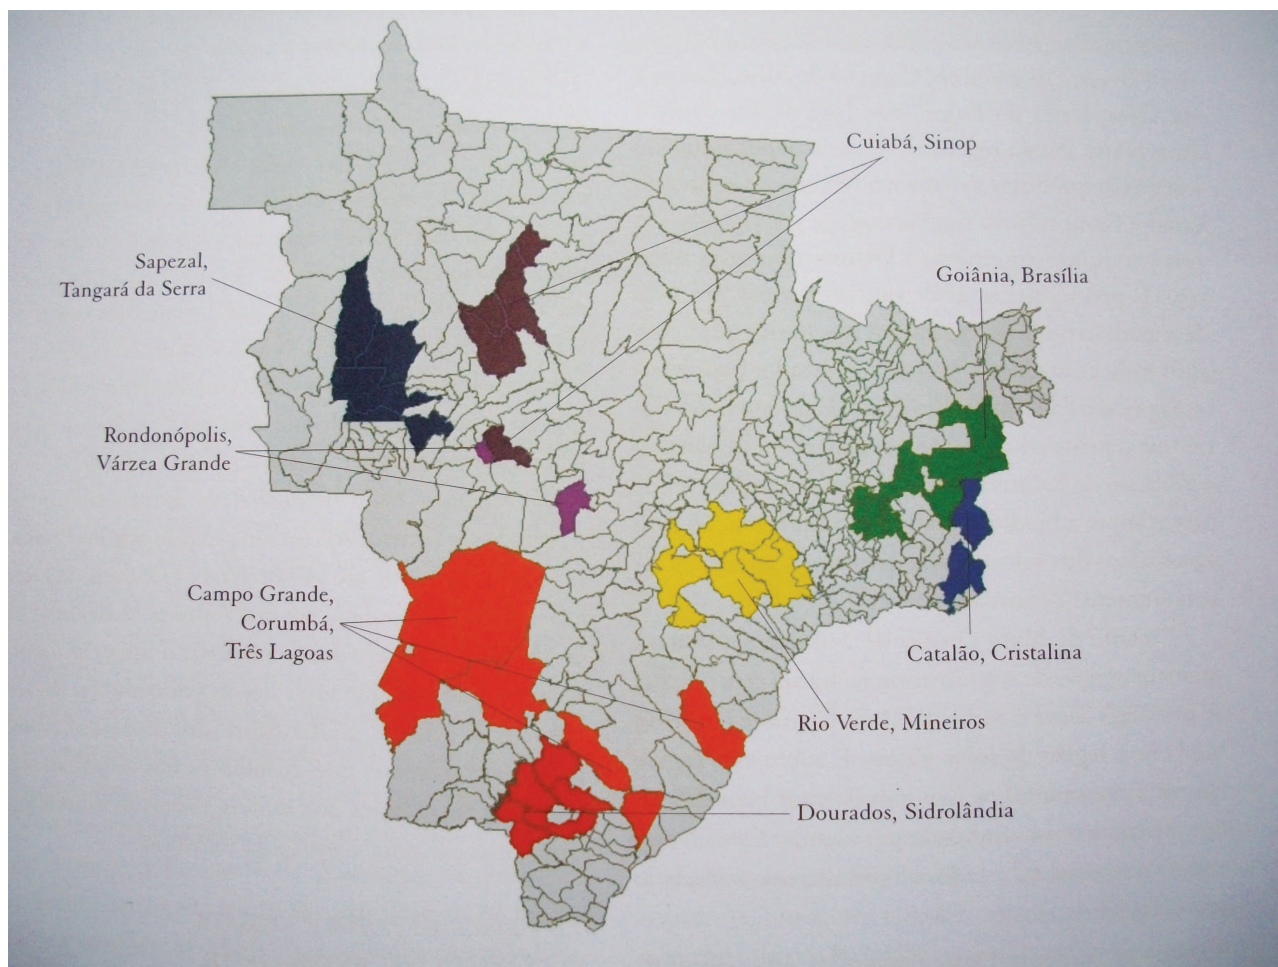 Cuiabá, Sinop
Sapezal,
Tangará da Serra
Goiânia, Brasília
Rondonópolis,
Várzea Grande
Campo Grande,
Corumbá,
Três Lagoas
Catalão, Cristalina
Rio Verde, Mineiros
Dourados, Sidrolândia